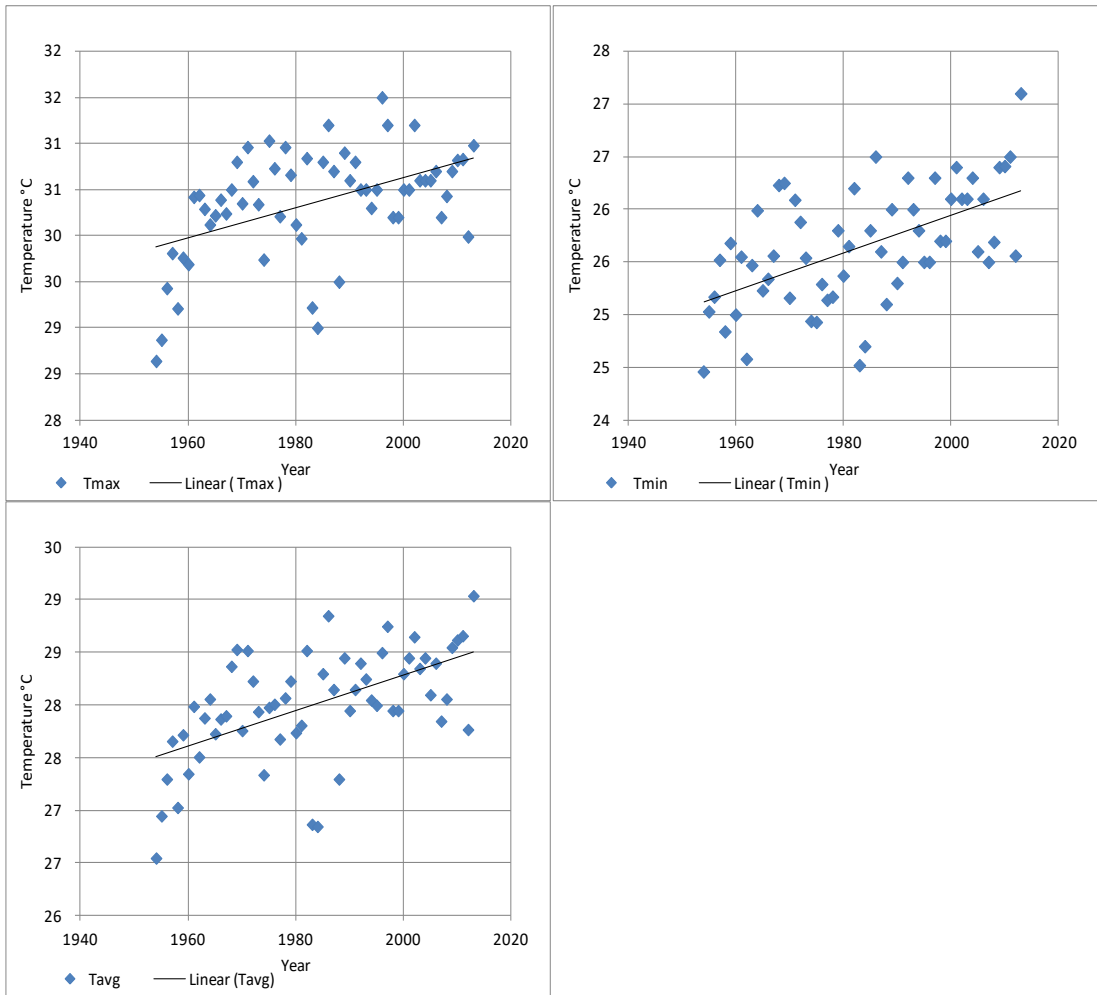 32
32
31
31
30
30
29
29
28
1940 1960 1980 2000 2020
Temperature °C
Year
Tmax Linear ( Tmax )
28
27
27
26
26
25
25
24
1940 1960 1980 2000 2020
Temperature °C
Year
Tmin Linear ( Tmin )
30
29
29
28
28
27
27
26
1940 1960 1980 2000 2020
Temperature °C
Year
Tavg Linear (Tavg)